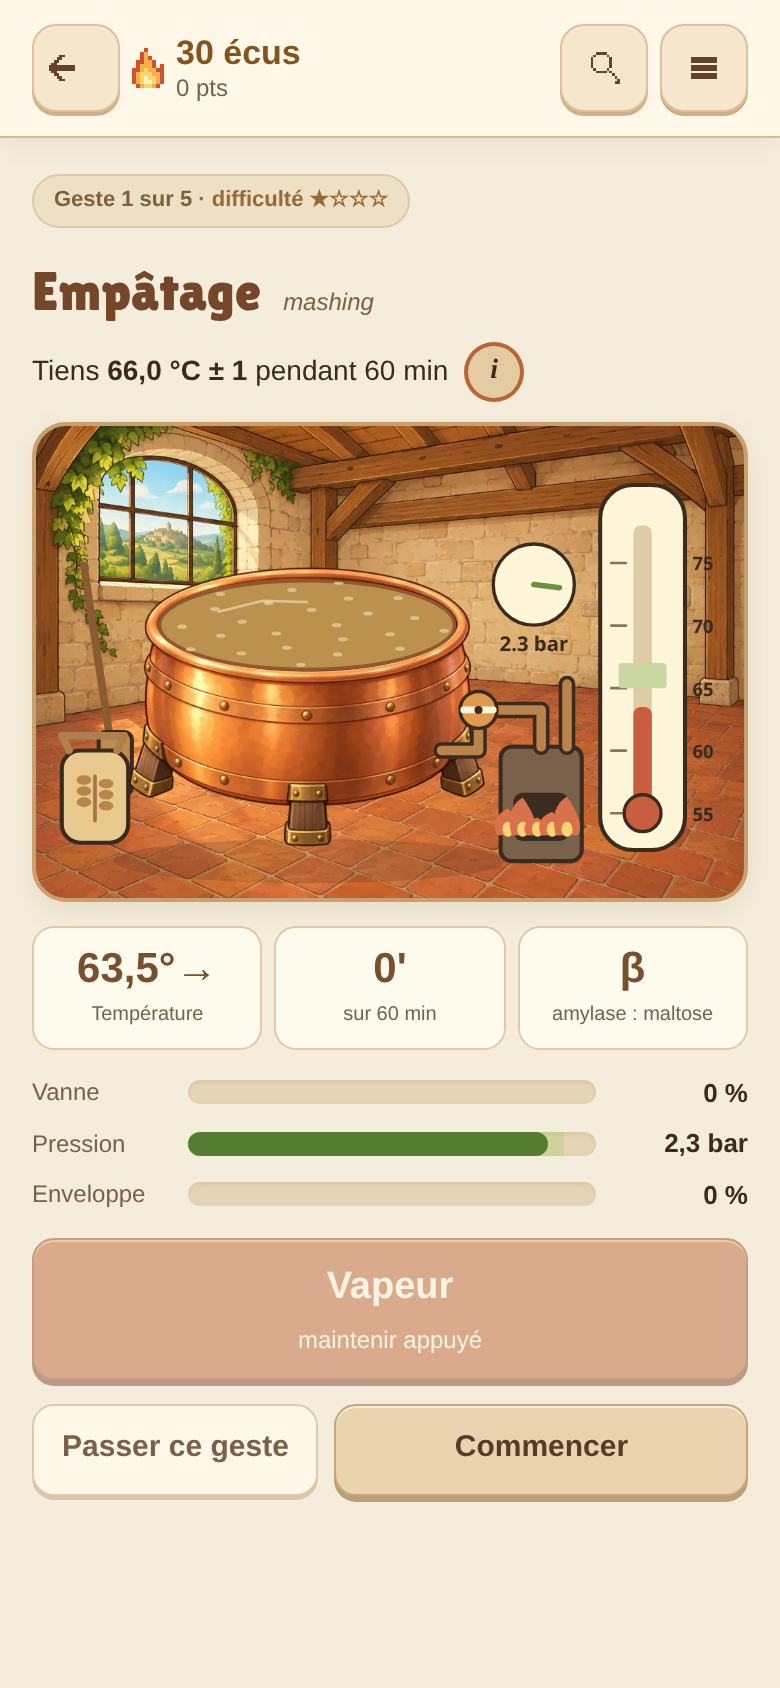 30 écus
0 pts
Geste 1 sur 5 · difficulté ★☆☆☆
Empâtage mashing
Tiens 66,0 °C ± 1 pendant 60 min i
75
70
65
60
55
2.3 bar
63,5°→ 0' β
Température sur 60 min amylase : maltose
Vanne 0 %
Pression 2,3 bar
Enveloppe 0 %
Vapeur
maintenir appuyé
Passer ce geste Commencer